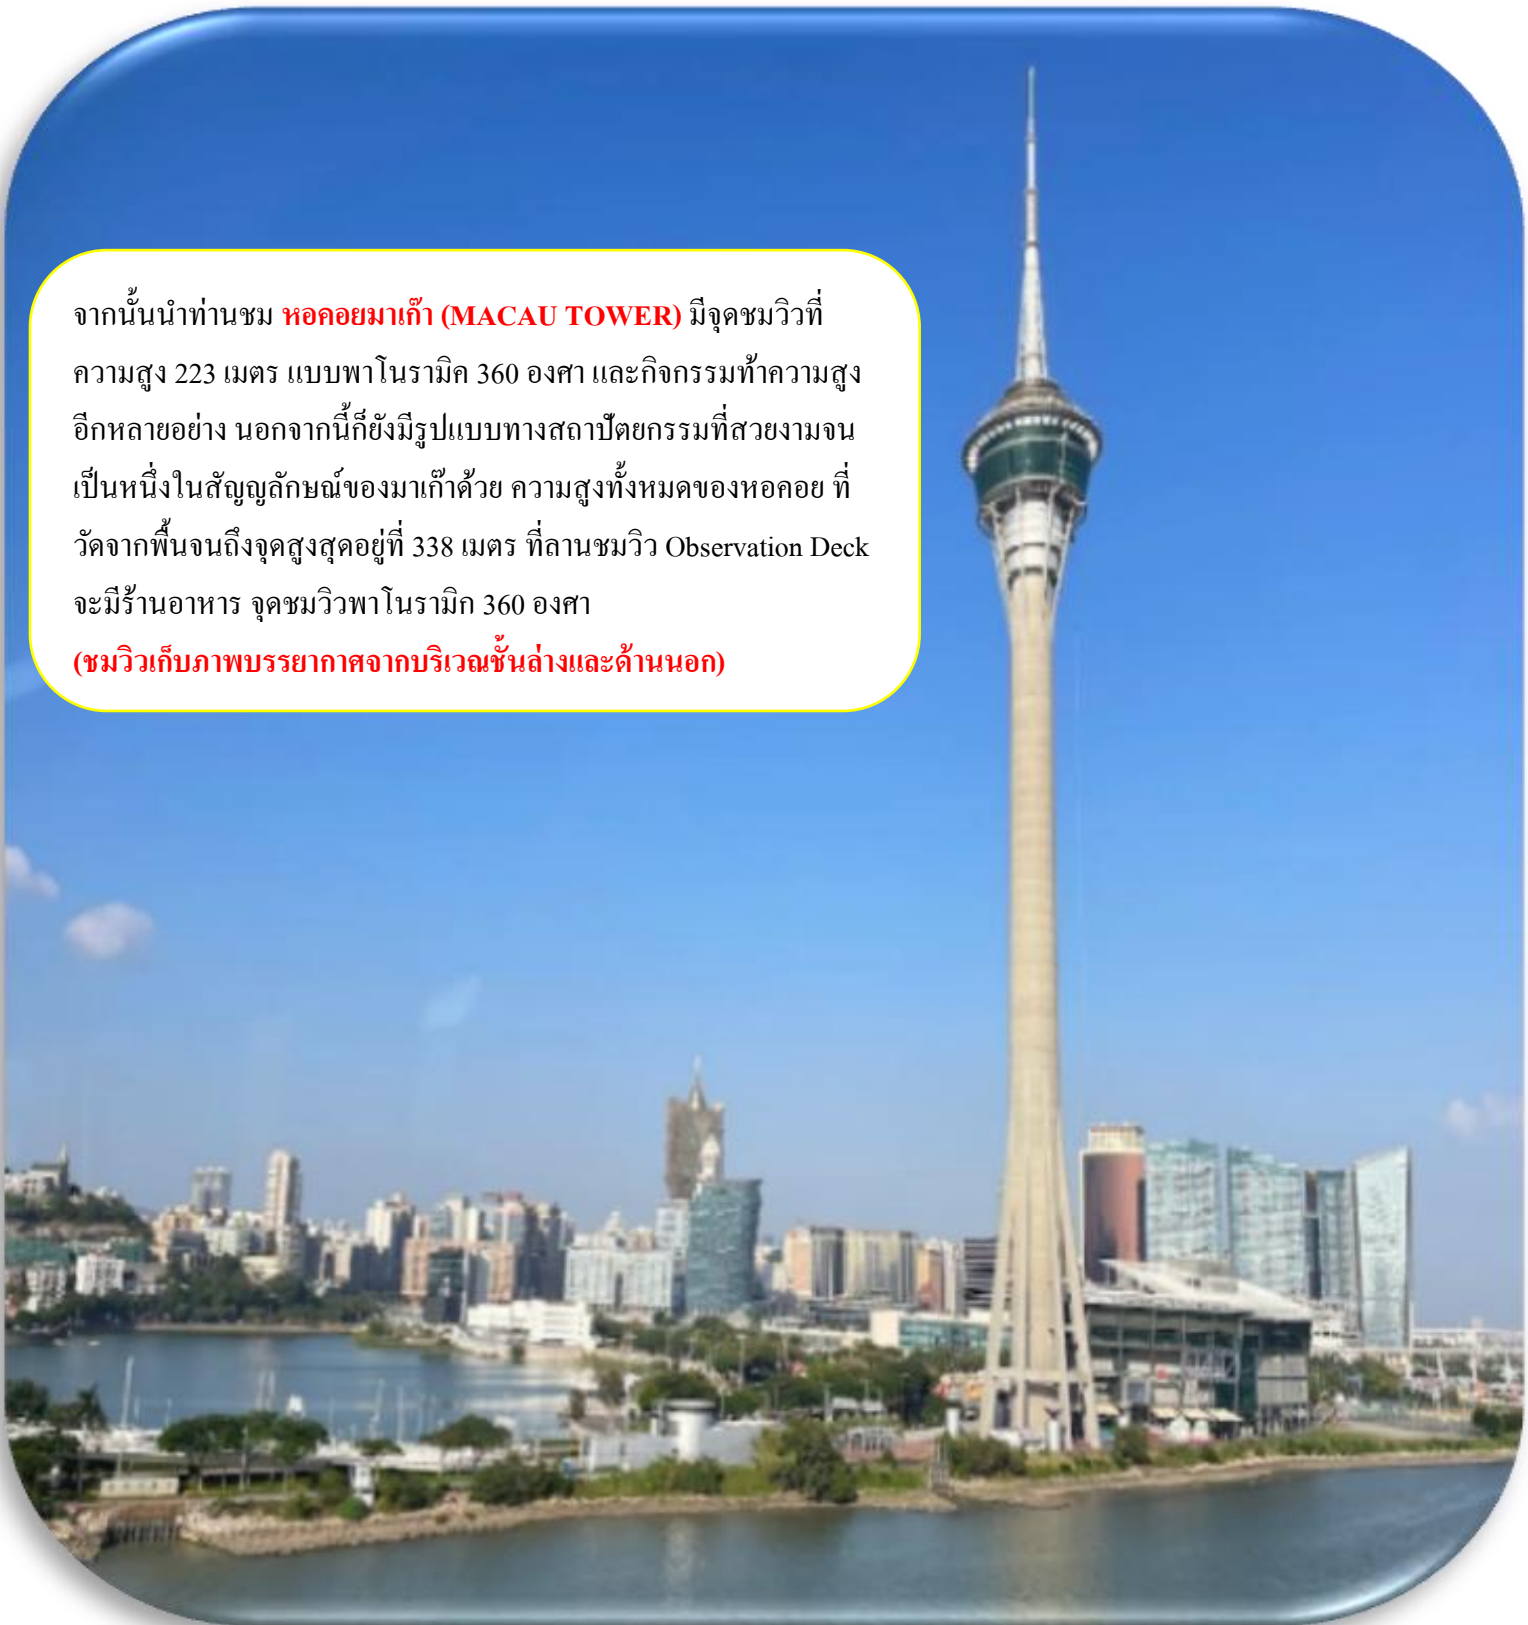 จากนั้นนำท่านชม หอคอยมาเก๊า (MACAU TOWER) มีจุดชมวิวที่
ความสูง 223 เมตร แบบพาโนรามิค 360 องศา และกิจกรรมท้าความสูง
อีกหลายอย่าง นอกจากนี้ก็ยังมีรูปแบบทางสถาปัตยกรรมที่สวยงามจน
เป็นหนึ่งในสัญญลักษณ์ของมาเก๊าด้วย ความสูงทั้งหมดของหอคอย ที่
วัดจากพื้นจนถึงจุดสูงสุดอยู่ที่ 338 เมตร ที่ลานชมวิว Observation Deck
จะมีร้านอาหาร จุดชมวิวพาโนรามิก 360 องศา
(ชมวิวเก็บภาพบรรยากาศจากบริเวณชั้นล่างและด้านนอก)